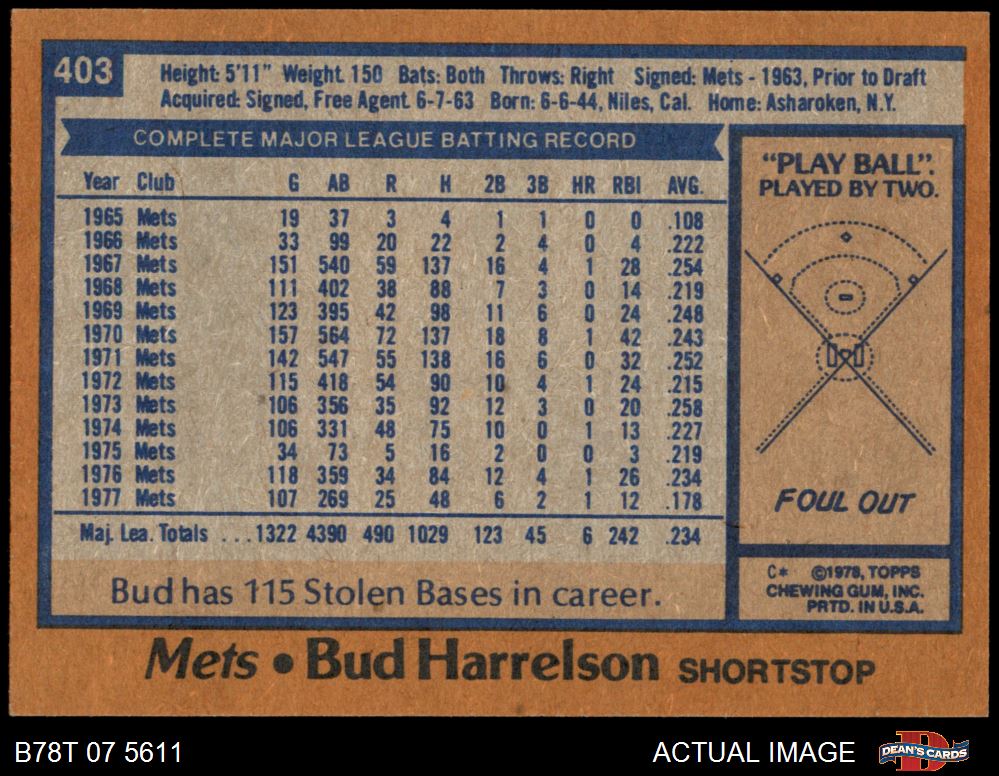 403
Height: 5'11" Weight: 150 Bats: Both Throws: Right Signed: Mets - 1963, Prior to Draft
Acquired: Signed, Free Agent 6-7-63 Born: 6-6-44, Niles, Cal. Home: Asharoken, N.Y.
COMPLETE MAJOR LEAGUE BATTING RECORD
Year Club G AB R H 2B 3B HR RBI AVG.
1965 Mets 19 37 3 4 1 1 0 0 .108
1966 Mets 33 99 20 22 2 4 0 4 .222
1967 Mets 151 540 59 137 16 4 1 28 .254
1968 Mets 111 402 38 88 7 3 0 14 .219
1969 Mets 123 395 42 98 11 6 0 24 .248
1970 Mets 157 564 72 137 18 8 1 42 .243
1971 Mets 142 547 55 138 16 6 0 32 .252
1972 Mets 115 418 54 90 10 4 1 24 .215
1973 Mets 106 356 35 92 12 3 0 20 .258
1974 Mets 106 331 48 75 10 0 1 13 .227
1975 Mets 34 73 5 16 2 0 0 3 .219
1976 Mets 118 359 34 84 12 4 1 26 .234
1977 Mets 107 269 25 48 6 2 1 12 .178
Maj. Lea. Totals ... 1322 4390 490 1029 123 45 6 242 .234
Bud has 115 Stolen Bases in career.
"PLAY BALL".
PLAYED BY TWO.
FOUL OUT
C* ©1978, TOPPS
CHEWING GUM, INC.
PRTD. IN U.S.A.
Mets • Bud Harrelson SHORTSTOP
B78T 07 5611
ACTUAL IMAGE
DEAN'S CARDS